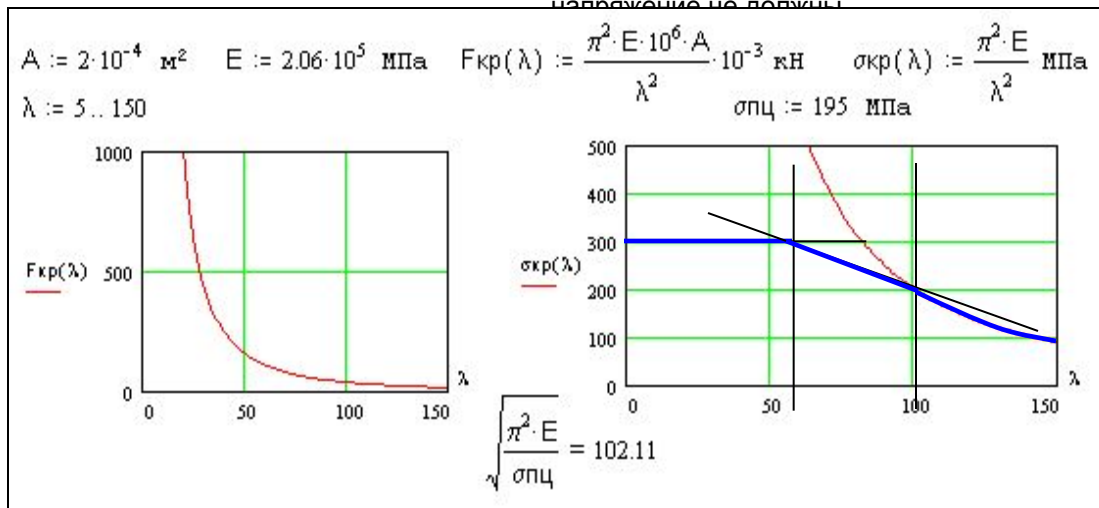 напряжение не должны
A := 2·10⁻⁴ м² E := 2.06·10⁵ МПа Fкр(λ) := π²·E·10⁶·A / λ² ·10⁻³ кН σкр(λ) := π²·E / λ² МПа
λ := 5 .. 150 σпц := 195 МПа
1000
500
0
Fкр(λ)
0 50 100 150
λ
500
400
300
200
100
0
σкр(λ)
0 50 100 150
λ
√(π²·E / σпц) = 102.11